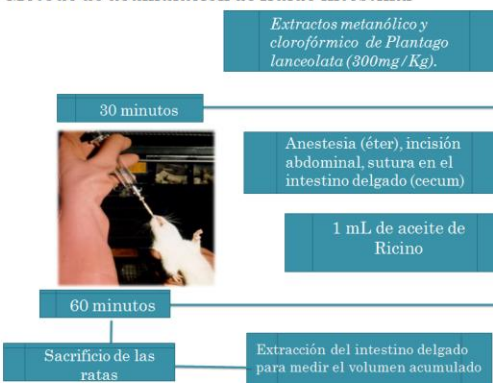 Extractos metanólico y
clorofórmico de Plantago
lanceolata (300mg/Kg).
30 minutos
Anestesia (éter), incisión
abdominal, sutura en el
intestino delgado (cecum)
1 mL de aceite de
Ricino
60 minutos
Sacrificio de las
ratas
Extracción del intestino delgado
para medir el volumen acumulado